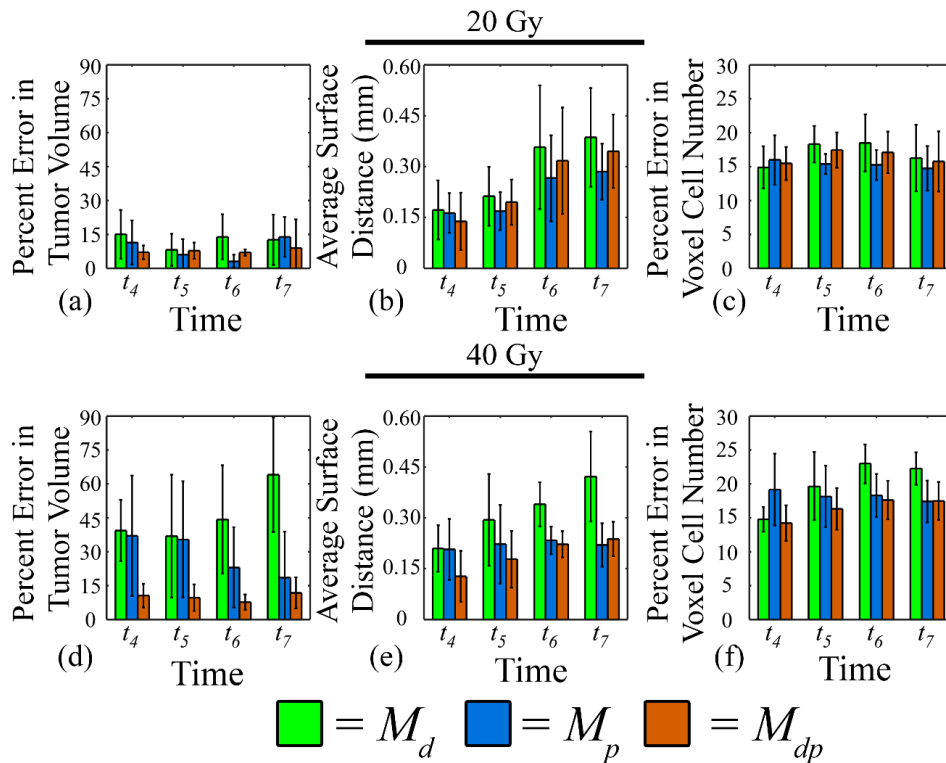 20 Gy
Percent Error in
Tumor Volume
90
75
60
45
30
15
0
t4 t5 t6 t7
(a) Time
Average Surface
Distance (mm)
0.60
0.45
0.30
0.15
0
t4 t5 t6 t7
(b) Time
Percent Error in
Voxel Cell Number
30
25
20
15
10
5
0
t4 t5 t6 t7
(c) Time
40 Gy
Percent Error in
Tumor Volume
90
75
60
45
30
15
0
t4 t5 t6 t7
(d) Time
Average Surface
Distance (mm)
0.60
0.45
0.30
0.15
0
t4 t5 t6 t7
(e) Time
Percent Error in
Voxel Cell Number
30
25
20
15
10
5
0
t4 t5 t6 t7
(f) Time
= Md = Mp = Mdp